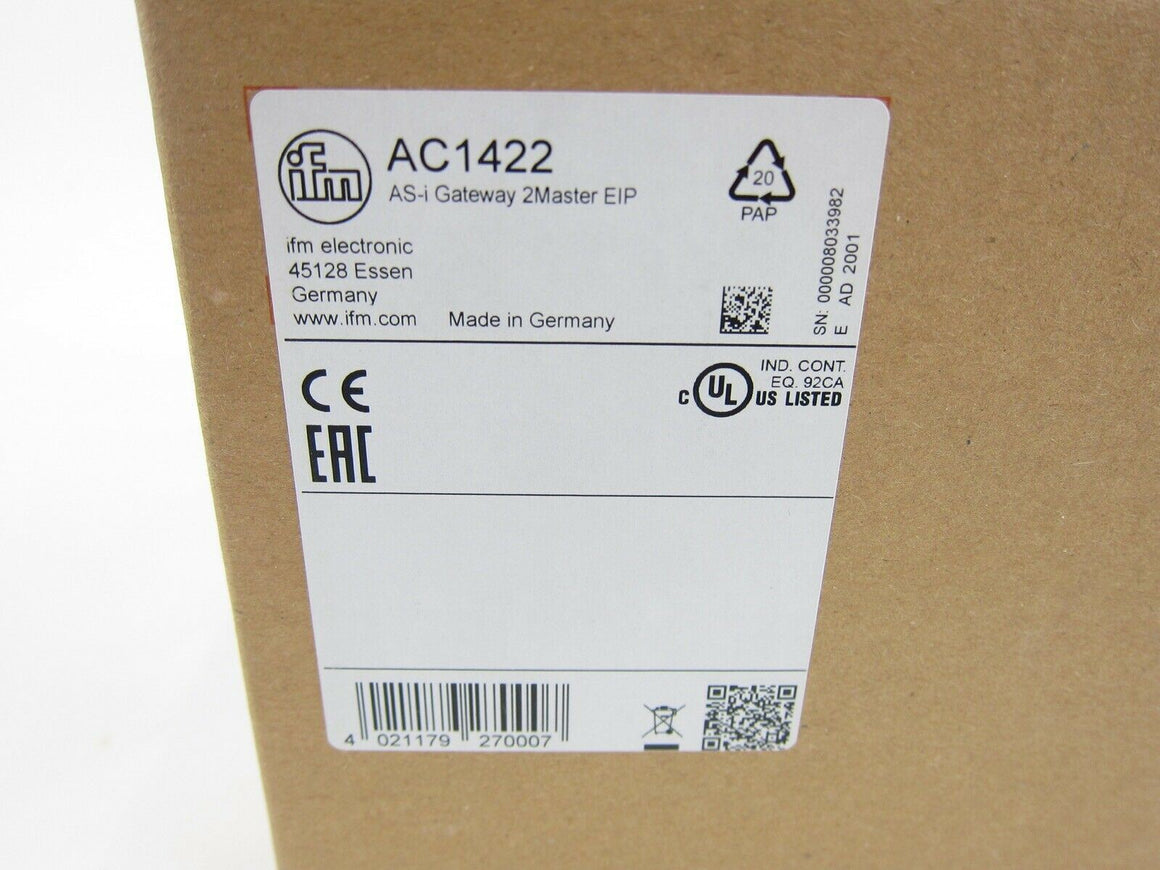 ifm
AC1422
AS-i Gateway 2Master EIP
ifm electronic
45128 Essen
Germany
www.ifm.com
Made in Germany
20
PAP
SN: 000008033982
E AD 2001
CE
EAC
C UL US LISTED
IND. CONT.
EQ. 92CA
4 021179 270007